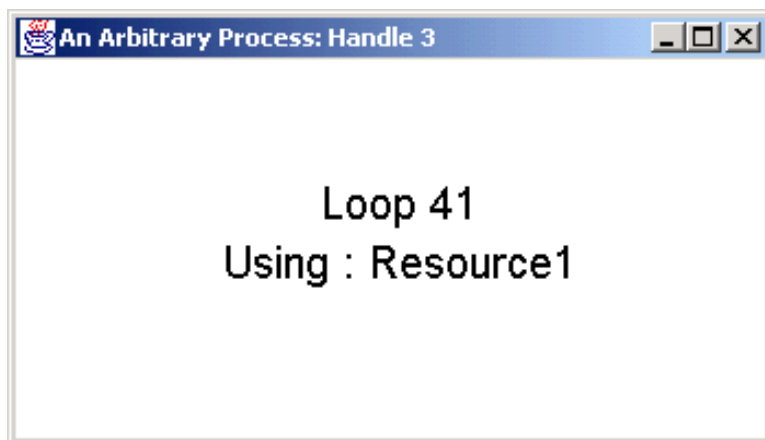 An Arbitrary Process: Handle 3
Loop 41
Using : Resource1